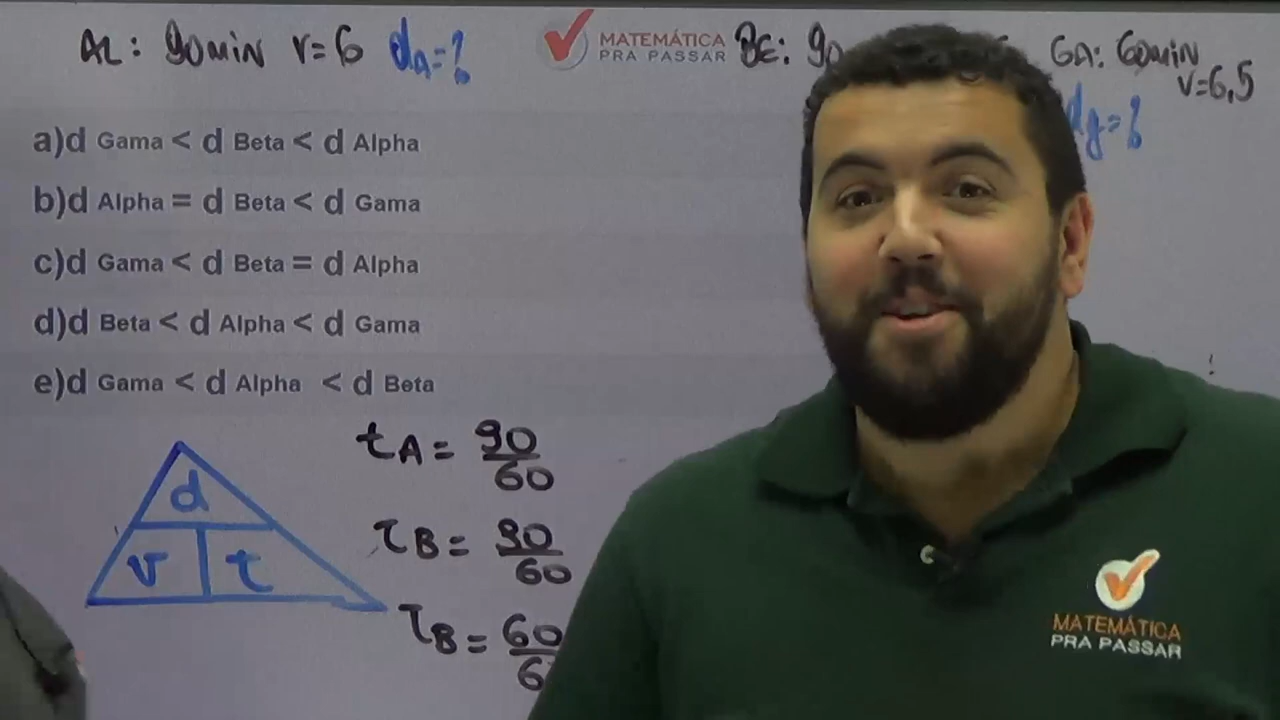 AL: 90min v=6 dA=?
MATEMÁTICA
PRA PASSAR
BE: 90
GA: 60min
v=6,5
dg=?
a)d Gama < d Beta < d Alpha
b)d Alpha = d Beta < d Gama
c)d Gama < d Beta = d Alpha
d)d Beta < d Alpha < d Gama
e)d Gama < d Alpha < d Beta
d
v t
tA = 90/60
tB = 90/60
tB = 60/6
MATEMÁTICA
PRA PASSAR